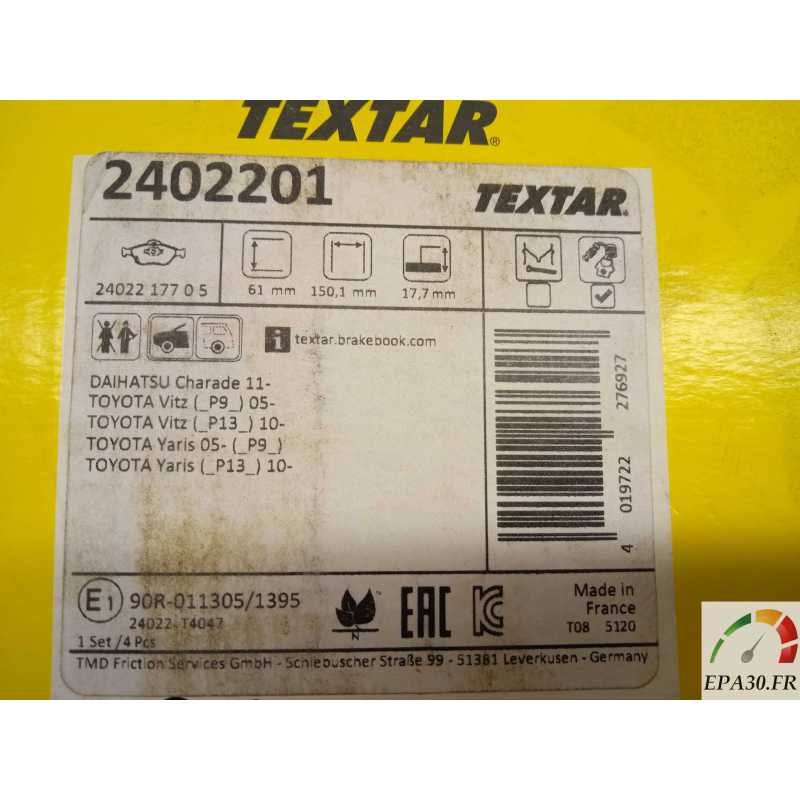 TEXTAR®
2402201
TEXTAR®
24022 177 0 5
61 mm
150,1 mm
17,7 mm
i textar.brakebook.com
DAIHATSU Charade 11-
TOYOTA Vitz (_P9_) 05-
TOYOTA Vitz (_P13_) 10-
TOYOTA Yaris 05- (_P9_)
TOYOTA Yaris (_P13_) 10-
4 019722 276927
E1 90R-011305/1395
24022-T4047
1 Set /4 Pcs
N
EAC
Made in
France
T08 5120
TMD Friction Services GmbH - Schlebuscher Straße 99 - 51381 Leverkusen - Germany
EPA30.FR